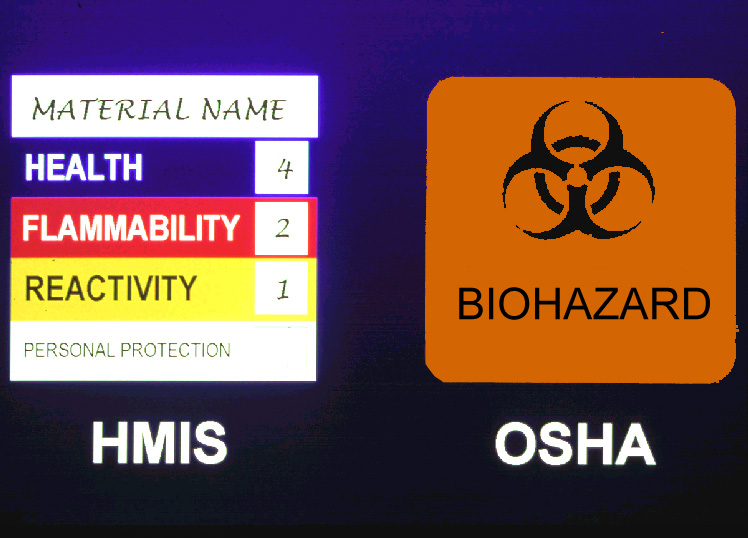 MATERIAL NAME
HEALTH 4
FLAMMABILITY 2
REACTIVITY 1
PERSONAL PROTECTION
HMIS
BIOHAZARD
OSHA